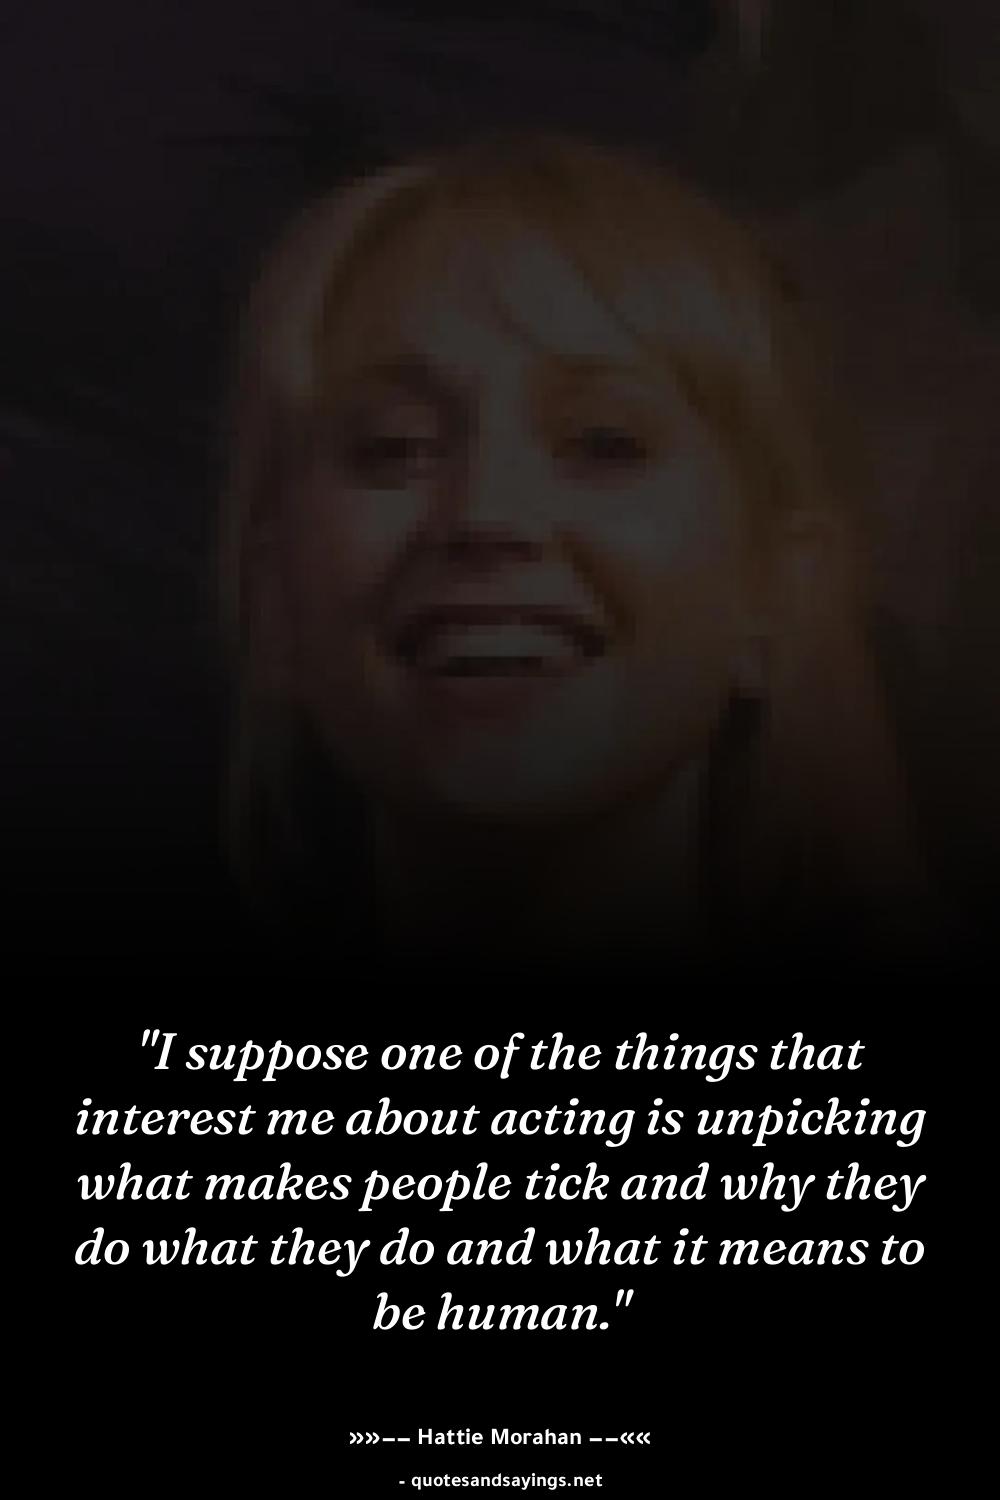 "I suppose one of the things that
interest me about acting is unpicking
what makes people tick and why they
do what they do and what it means to
be human."
»»–– Hattie Morahan ––««
- quotesandsayings.net